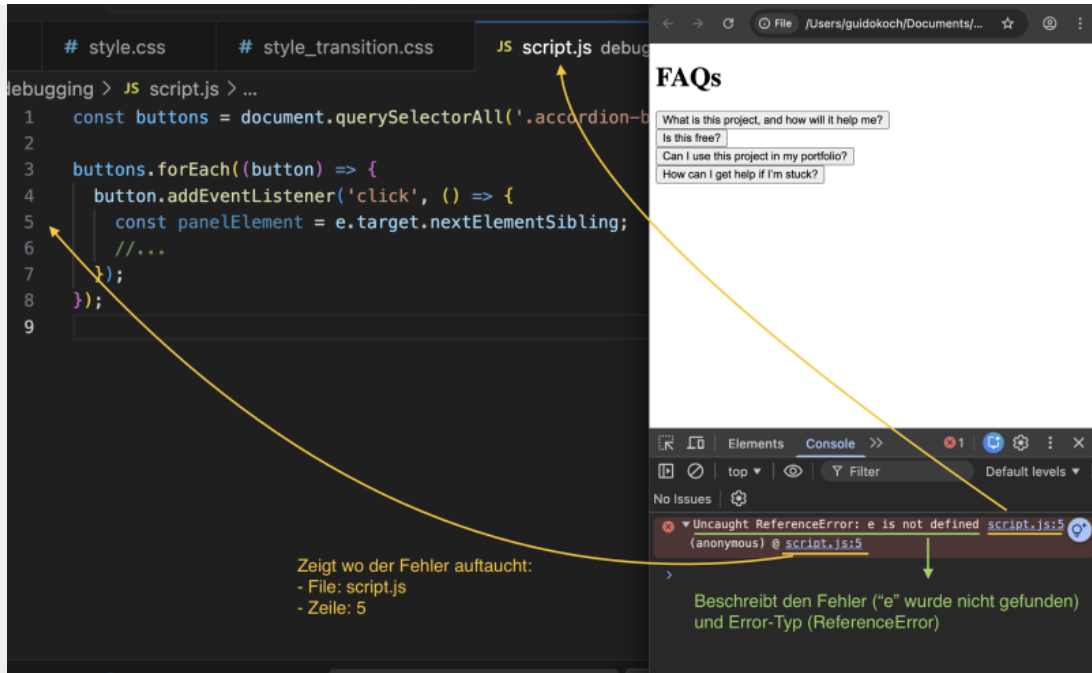 # style.css
# style_transition.css
JS script.js debug
debugging > JS script.js > ...
1 const buttons = document.querySelectorAll('.accordion-b
2
3 buttons.forEach((button) => {
4 button.addEventListener('click', () => {
5 const panelElement = e.target.nextElementSibling;
6 //...
7 });
8 });
9
Zeigt wo der Fehler auftaucht:
- File: script.js
- Zeile: 5
File /Users/guidokoch/Documents/...
FAQs
What is this project, and how will it help me?
Is this free?
Can I use this project in my portfolio?
How can I get help if I'm stuck?
Elements Console 1
top Filter Default levels
No Issues
Uncaught ReferenceError: e is not defined script.js:5
(anonymous) @ script.js:5
Beschreibt den Fehler (“e” wurde nicht gefunden)
und Error-Typ (ReferenceError)